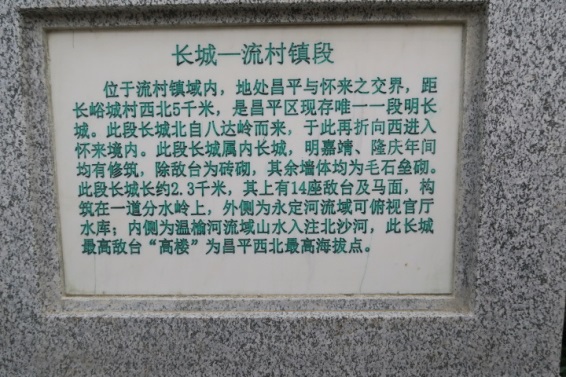 长城—流村镇段
位于流村镇域内，地处昌平与怀来之交界，距
长峪城村西北5千米，是昌平区现存唯一一段明长
城。此段长城北自八达岭而来，于此再折向西进入
怀来境内。此段长城属内长城，明嘉靖、隆庆年间
均有修筑，除敌台为砖砌，其余墙体均为毛石垒砌。
此段长城长约2.3千米，其上有14座敌台及马面，构
筑在一道分水岭上，外侧为永定河流域可俯视官厅
水库；内侧为温榆河流域山水入注北沙河，此长城
最高敌台“高楼”为昌平西北最高海拔点。